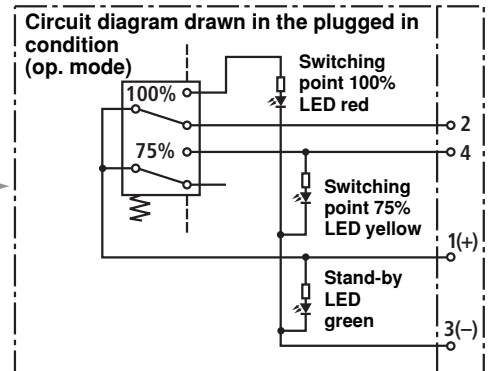 Circuit diagram drawn in the plugged in
condition
(op. mode)
Switching
point 100%
LED red
100%
75%
2
4
Switching
point 75%
LED yellow
1(+)
Stand-by
LED
green
3(–)